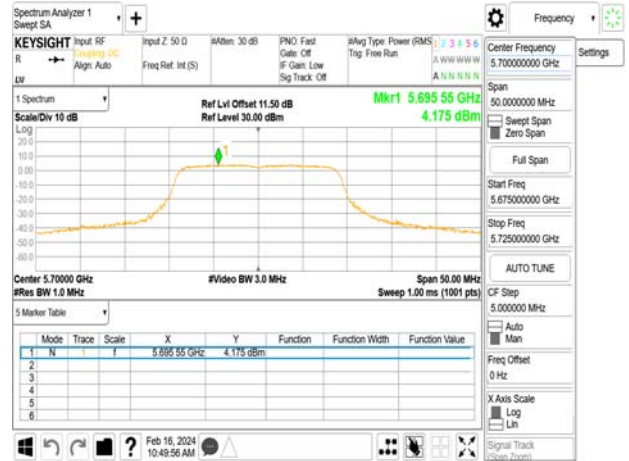 Spectrum Analyzer 1
Swept SA
+
Frequency
KEYSIGHT Input: RF Input Z: 50 Ω #Atten: 30 dB PNO: Fast #Avg Type: Power (RMS 1 2 3 4 5 6
R Coupling: DC Gate: Off Trig: Free Run A W W W W W
Align: Auto Freq Ref: Int (S) IF Gain: Low
Sig Track: Off A N N N N N
LU
1 Spectrum
Scale/Div 10 dB
Ref Lvl Offset 11.50 dB
Ref Level 30.00 dBm
Mkr1 5.695 55 GHz
4.175 dBm
Log
20.0
10.0
0.00
-10.0
-20.0
-30.0
-40.0
-50.0
-60.0
1
Center 5.70000 GHz #Video BW 3.0 MHz Span 50.00 MHz
#Res BW 1.0 MHz Sweep 1.00 ms (1001 pts)
5 Marker Table
Mode Trace Scale X Y Function Function Width Function Value
1 N 1 f 5.695 55 GHz 4.175 dBm
2
3
4
5
6
? Feb 16, 2024
10:49:56 AM
Center Frequency
5.700000000 GHz
Settings
Span
50.0000000 MHz
Swept Span
Zero Span
Full Span
Start Freq
5.675000000 GHz
Stop Freq
5.725000000 GHz
AUTO TUNE
CF Step
5.000000 MHz
Auto
Man
Freq Offset
0 Hz
X Axis Scale
Log
Lin
Signal Track
(Span Zoom)